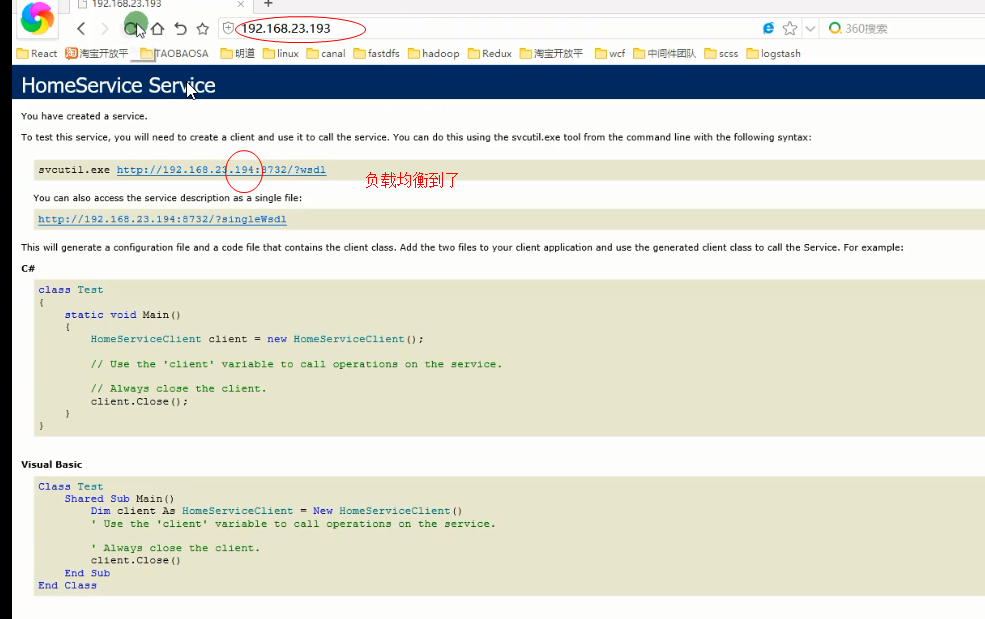 192.168.23.193
192.168.23.193
360搜索
React 淘宝开放平 TAOBAOSA 明道 linux canal fastdfs hadoop Redux 淘宝开放平 wcf 中间件团队 scss logstash
HomeService Service
You have created a service.
To test this service, you will need to create a client and use it to call the service. You can do this using the svcutil.exe tool from the command line with the following syntax:
svcutil.exe http://192.168.23.194:8732/?wsdl
负载均衡到了
You can also access the service description as a single file:
http://192.168.23.194:8732/?singleWsdl
This will generate a configuration file and a code file that contains the client class. Add the two files to your client application and use the generated client class to call the Service. For example:
C#
class Test
{
static void Main()
{
HomeServiceClient client = new HomeServiceClient();
// Use the 'client' variable to call operations on the service.
// Always close the client.
client.Close();
}
}
Visual Basic
Class Test
Shared Sub Main()
Dim client As HomeServiceClient = New HomeServiceClient()
' Use the 'client' variable to call operations on the service.
' Always close the client.
client.Close()
End Sub
End Class